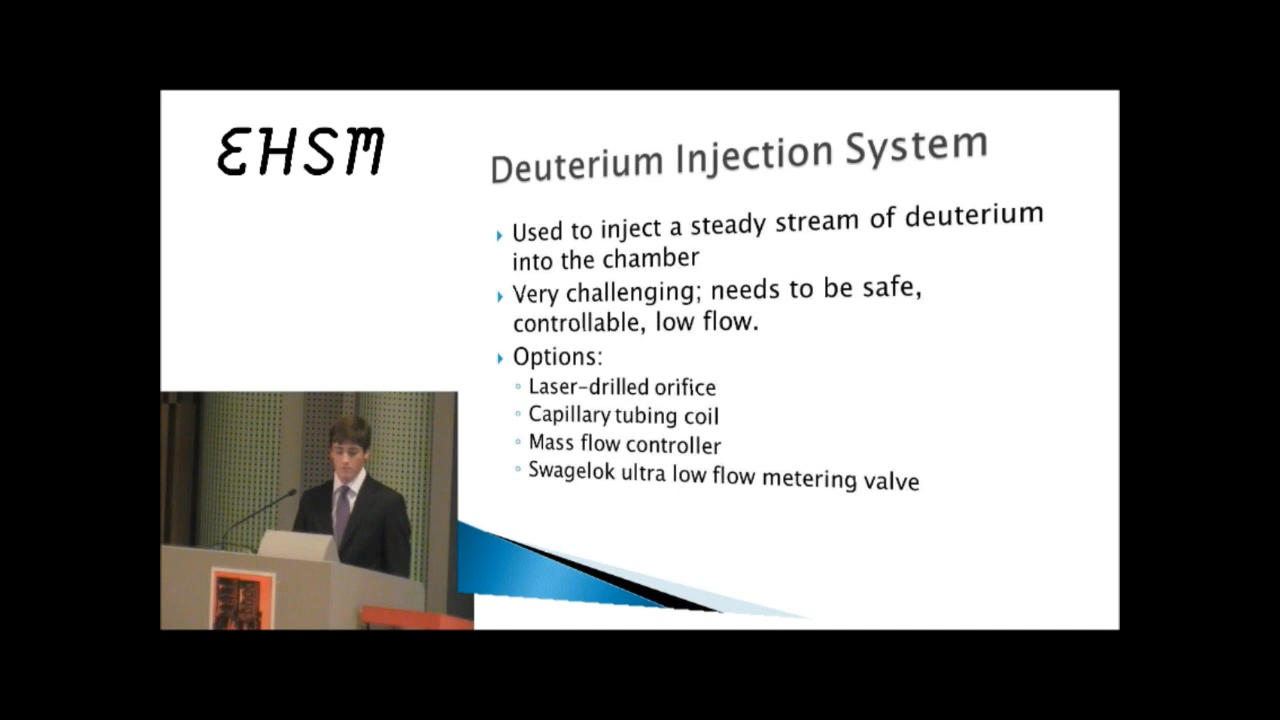 EHSM
Deuterium Injection System
Used to inject a steady stream of deuterium
into the chamber
Very challenging; needs to be safe,
controllable, low flow.
Options:
Laser-drilled orifice
Capillary tubing coil
Mass flow controller
Swagelok ultra low flow metering valve